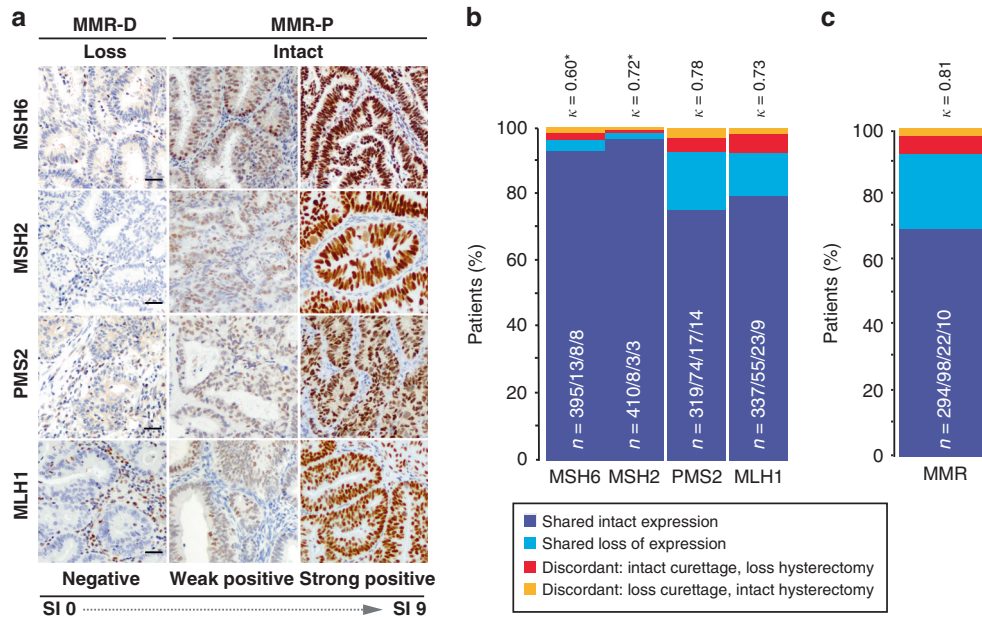 a
MMR-D
MMR-P
Loss
Intact
MSH6
MSH2
PMS2
MLH1
Negative
Weak positive
Strong positive
SI 0
SI 9
b
κ = 0.60*
κ = 0.72*
κ = 0.78
κ = 0.73
Patients (%)
100
80
60
40
20
0
n = 395/13/8/8
n = 410/8/3/3
n = 319/74/17/14
n = 337/55/23/9
MSH6
MSH2
PMS2
MLH1
c
κ = 0.81
Patients (%)
100
80
60
40
20
0
n = 294/98/22/10
MMR
Shared intact expression
Shared loss of expression
Discordant: intact curettage, loss hysterectomy
Discordant: loss curettage, intact hysterectomy